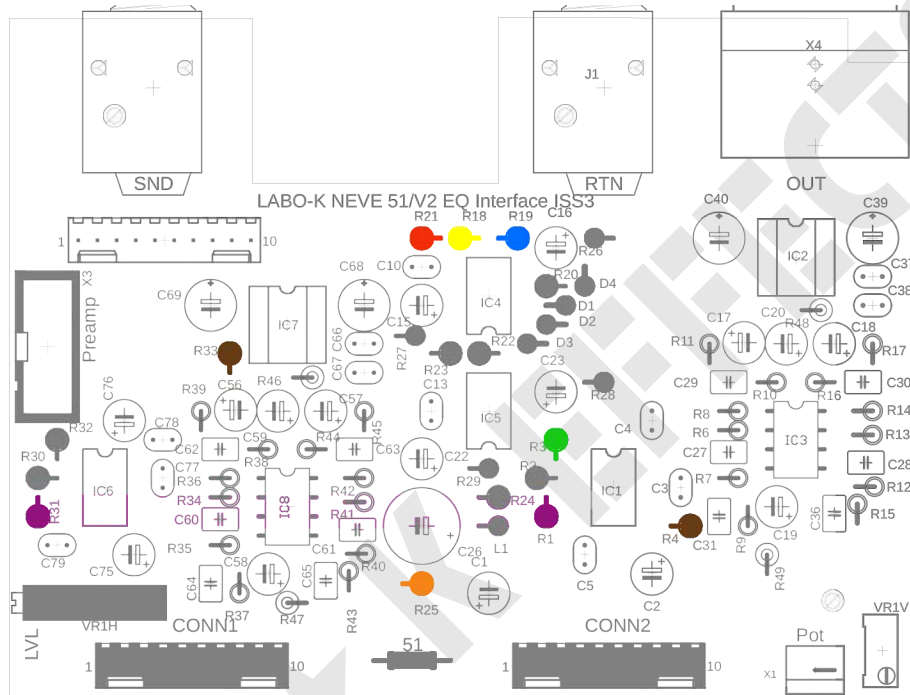 X4
J1
SND
RTN
OUT
LABO-K NEVE 51/V2 EQ Interface ISS3
C40
C39
R21
R18
R19
C16
1
10
R26
IC2
C37
X3
C10
C68
R20
D4
C69
IC4
D1
C38
Preamp
IC7
C15
D2
C17
C20
R48
C18
C66
R33
R27
D3
R11
R17
C67
R23
R22
C76
R39
C56
R46
C57
C13
C23
R28
C29
R10
R16
C30
R32
C78
R45
IC5
C4
R8
R14
R6
IC3
R13
C62
C59
R38
R44
C63
R3
C27
C28
R30
C77
C22
R36
R42
R29
R2
R7
R12
IC6
R34
IC8
IC1
C3
R31
R24
C60
R41
R1
R4
C31
R9
C19
C36
R15
R35
C61
L1
C79
C75
C58
R40
C26
C5
C1
R49
C64
C65
R25
C2
R37
R47
R43
VR1H
VR1V
LVL
CONN1
51
CONN2
Pot
1
10
1
10
X1